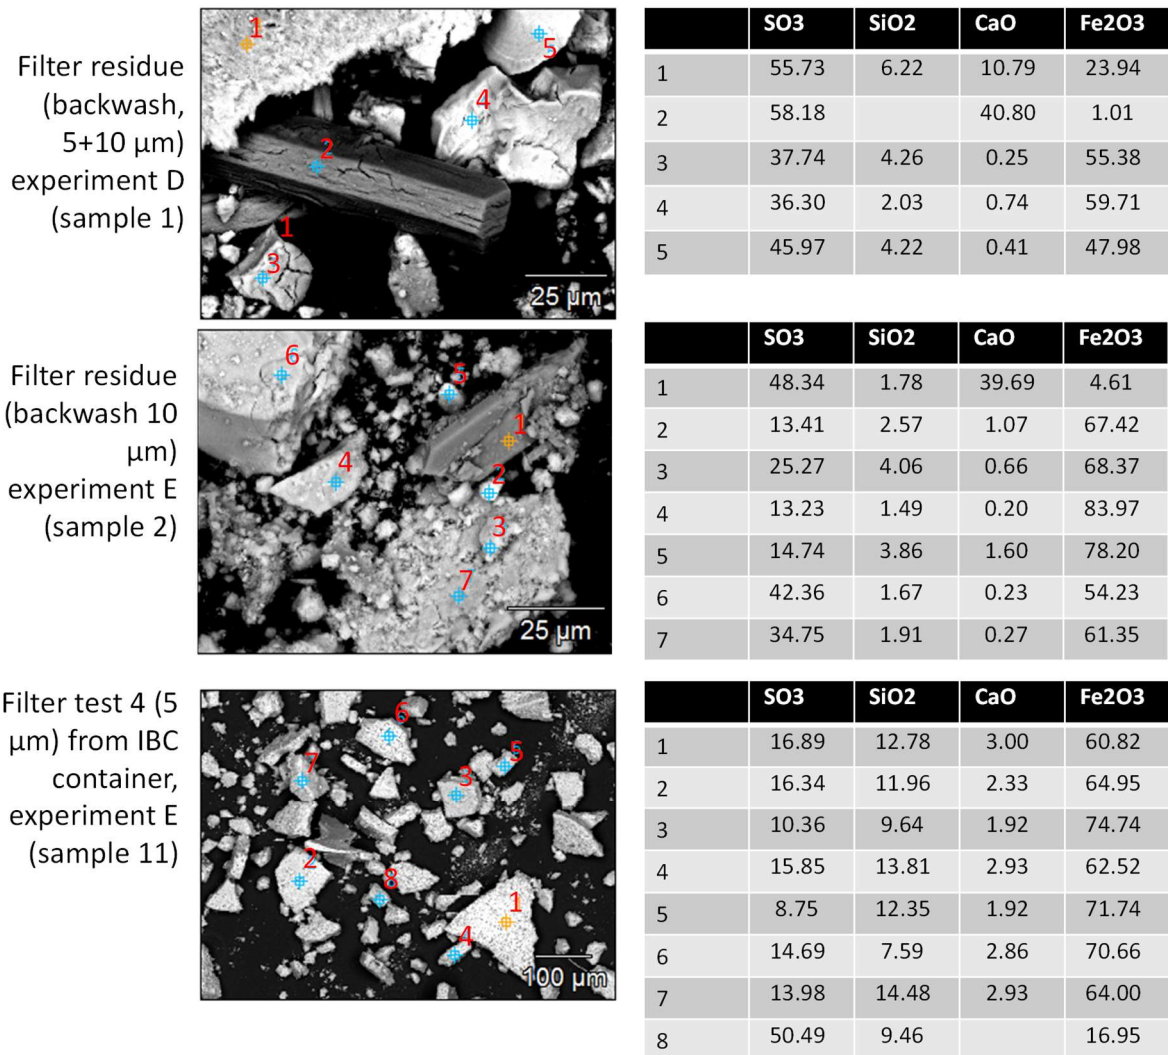 Filter residue
(backwash,
5+10 µm)
experiment D
(sample 1)
1
5
4
2
1
3
25 µm
SO3 SiO2 CaO Fe2O3
1 55.73 6.22 10.79 23.94
2 58.18 40.80 1.01
3 37.74 4.26 0.25 55.38
4 36.30 2.03 0.74 59.71
5 45.97 4.22 0.41 47.98
Filter residue
(backwash 10
µm)
experiment E
(sample 2)
6
5
1
4
2
3
7
25 µm
SO3 SiO2 CaO Fe2O3
1 48.34 1.78 39.69 4.61
2 13.41 2.57 1.07 67.42
3 25.27 4.06 0.66 68.37
4 13.23 1.49 0.20 83.97
5 14.74 3.86 1.60 78.20
6 42.36 1.67 0.23 54.23
7 34.75 1.91 0.27 61.35
Filter test 4 (5
µm) from IBC
container,
experiment E
(sample 11)
6
5
7
3
2
8
1
4
100 µm
SO3 SiO2 CaO Fe2O3
1 16.89 12.78 3.00 60.82
2 16.34 11.96 2.33 64.95
3 10.36 9.64 1.92 74.74
4 15.85 13.81 2.93 62.52
5 8.75 12.35 1.92 71.74
6 14.69 7.59 2.86 70.66
7 13.98 14.48 2.93 64.00
8 50.49 9.46 16.95